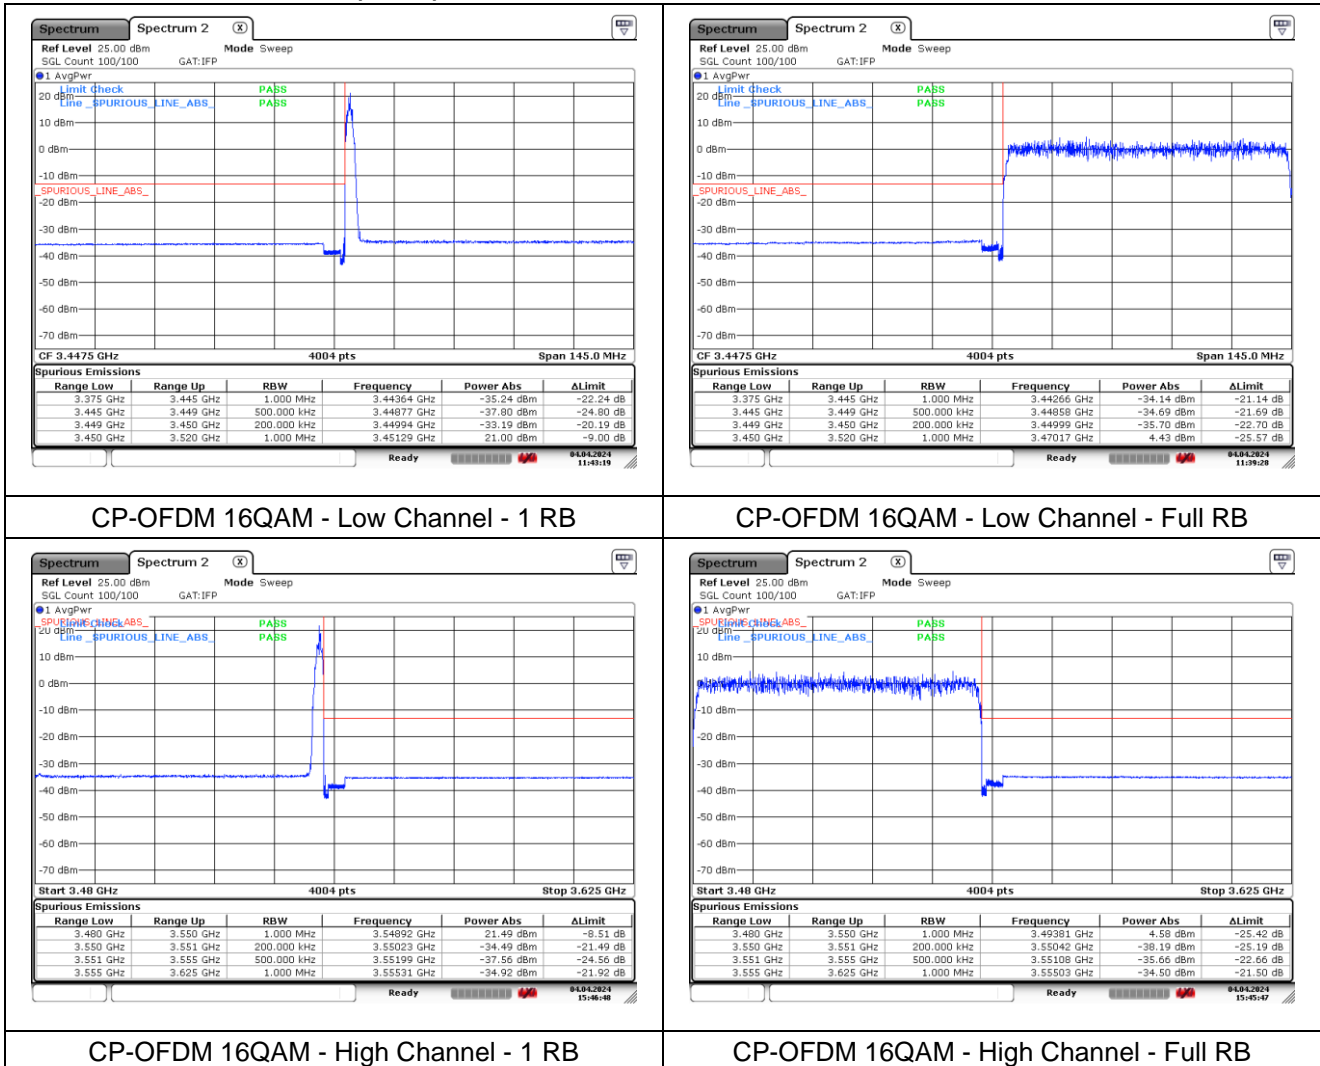 Spectrum Spectrum 2 X
Ref Level 25.00 dBm Mode Sweep
SGL Count 100/100 GAT:IFP
1 AvgPwr
Limit Check PASS
20 dBm
Line _SPURIOUS_LINE_ABS_ PASS
10 dBm
0 dBm
-10 dBm
_SPURIOUS_LINE_ABS_
-20 dBm
-30 dBm
-40 dBm
-50 dBm
-60 dBm
-70 dBm
CF 3.4475 GHz 4004 pts Span 145.0 MHz
Spurious Emissions
Range Low Range Up RBW Frequency Power Abs ΔLimit
3.375 GHz 3.445 GHz 1.000 MHz 3.44364 GHz -35.24 dBm -22.24 dB
3.445 GHz 3.449 GHz 500.000 kHz 3.44877 GHz -37.80 dBm -24.80 dB
3.449 GHz 3.450 GHz 200.000 kHz 3.44994 GHz -33.19 dBm -20.19 dB
3.450 GHz 3.520 GHz 1.000 MHz 3.45129 GHz 21.00 dBm -9.00 dB
Ready 04.04.2024
11:43:19
CP-OFDM 16QAM - Low Channel - 1 RB
Spectrum Spectrum 2 X
Ref Level 25.00 dBm Mode Sweep
SGL Count 100/100 GAT:IFP
1 AvgPwr
Limit Check PASS
20 dBm
Line _SPURIOUS_LINE_ABS_ PASS
10 dBm
0 dBm
-10 dBm
_SPURIOUS_LINE_ABS_
-20 dBm
-30 dBm
-40 dBm
-50 dBm
-60 dBm
-70 dBm
CF 3.4475 GHz 4004 pts Span 145.0 MHz
Spurious Emissions
Range Low Range Up RBW Frequency Power Abs ΔLimit
3.375 GHz 3.445 GHz 1.000 MHz 3.44266 GHz -34.14 dBm -21.14 dB
3.445 GHz 3.449 GHz 500.000 kHz 3.44858 GHz -34.69 dBm -21.69 dB
3.449 GHz 3.450 GHz 200.000 kHz 3.44999 GHz -35.70 dBm -22.70 dB
3.450 GHz 3.520 GHz 1.000 MHz 3.47017 GHz 4.43 dBm -25.57 dB
Ready 04.04.2024
11:39:28
CP-OFDM 16QAM - Low Channel - Full RB
Spectrum Spectrum 2 X
Ref Level 25.00 dBm Mode Sweep
SGL Count 100/100 GAT:IFP
1 AvgPwr
_SPURIOUS_LINE_ABS_
Limit Check PASS
20 dBm
Line _SPURIOUS_LINE_ABS_ PASS
10 dBm
0 dBm
-10 dBm
-20 dBm
-30 dBm
-40 dBm
-50 dBm
-60 dBm
-70 dBm
Start 3.48 GHz 4004 pts Stop 3.625 GHz
Spurious Emissions
Range Low Range Up RBW Frequency Power Abs ΔLimit
3.480 GHz 3.550 GHz 1.000 MHz 3.54892 GHz 21.49 dBm -8.51 dB
3.550 GHz 3.551 GHz 200.000 kHz 3.55023 GHz -34.49 dBm -21.49 dB
3.551 GHz 3.555 GHz 500.000 kHz 3.55199 GHz -37.56 dBm -24.56 dB
3.555 GHz 3.625 GHz 1.000 MHz 3.55531 GHz -34.92 dBm -21.92 dB
Ready 04.04.2024
15:46:48
CP-OFDM 16QAM - High Channel - 1 RB
Spectrum Spectrum 2 X
Ref Level 25.00 dBm Mode Sweep
SGL Count 100/100 GAT:IFP
1 AvgPwr
_SPURIOUS_LINE_ABS_
Limit Check PASS
20 dBm
Line _SPURIOUS_LINE_ABS_ PASS
10 dBm
0 dBm
-10 dBm
-20 dBm
-30 dBm
-40 dBm
-50 dBm
-60 dBm
-70 dBm
Start 3.48 GHz 4004 pts Stop 3.625 GHz
Spurious Emissions
Range Low Range Up RBW Frequency Power Abs ΔLimit
3.480 GHz 3.550 GHz 1.000 MHz 3.49381 GHz 4.58 dBm -25.42 dB
3.550 GHz 3.551 GHz 200.000 kHz 3.55042 GHz -38.19 dBm -25.19 dB
3.551 GHz 3.555 GHz 500.000 kHz 3.55108 GHz -35.66 dBm -22.66 dB
3.555 GHz 3.625 GHz 1.000 MHz 3.55503 GHz -34.50 dBm -21.50 dB
Ready 04.04.2024
15:45:47
CP-OFDM 16QAM - High Channel - Full RB